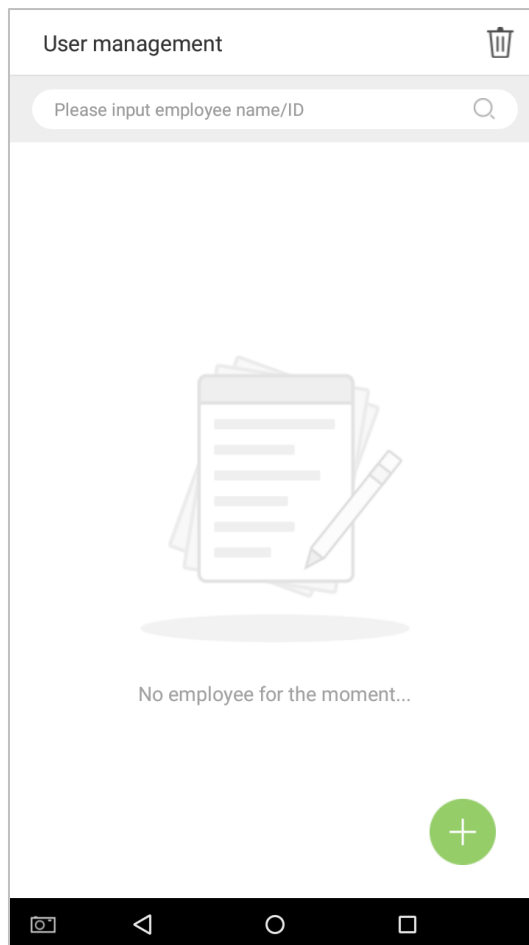 User management
Please input employee name/ID
No employee for the moment...